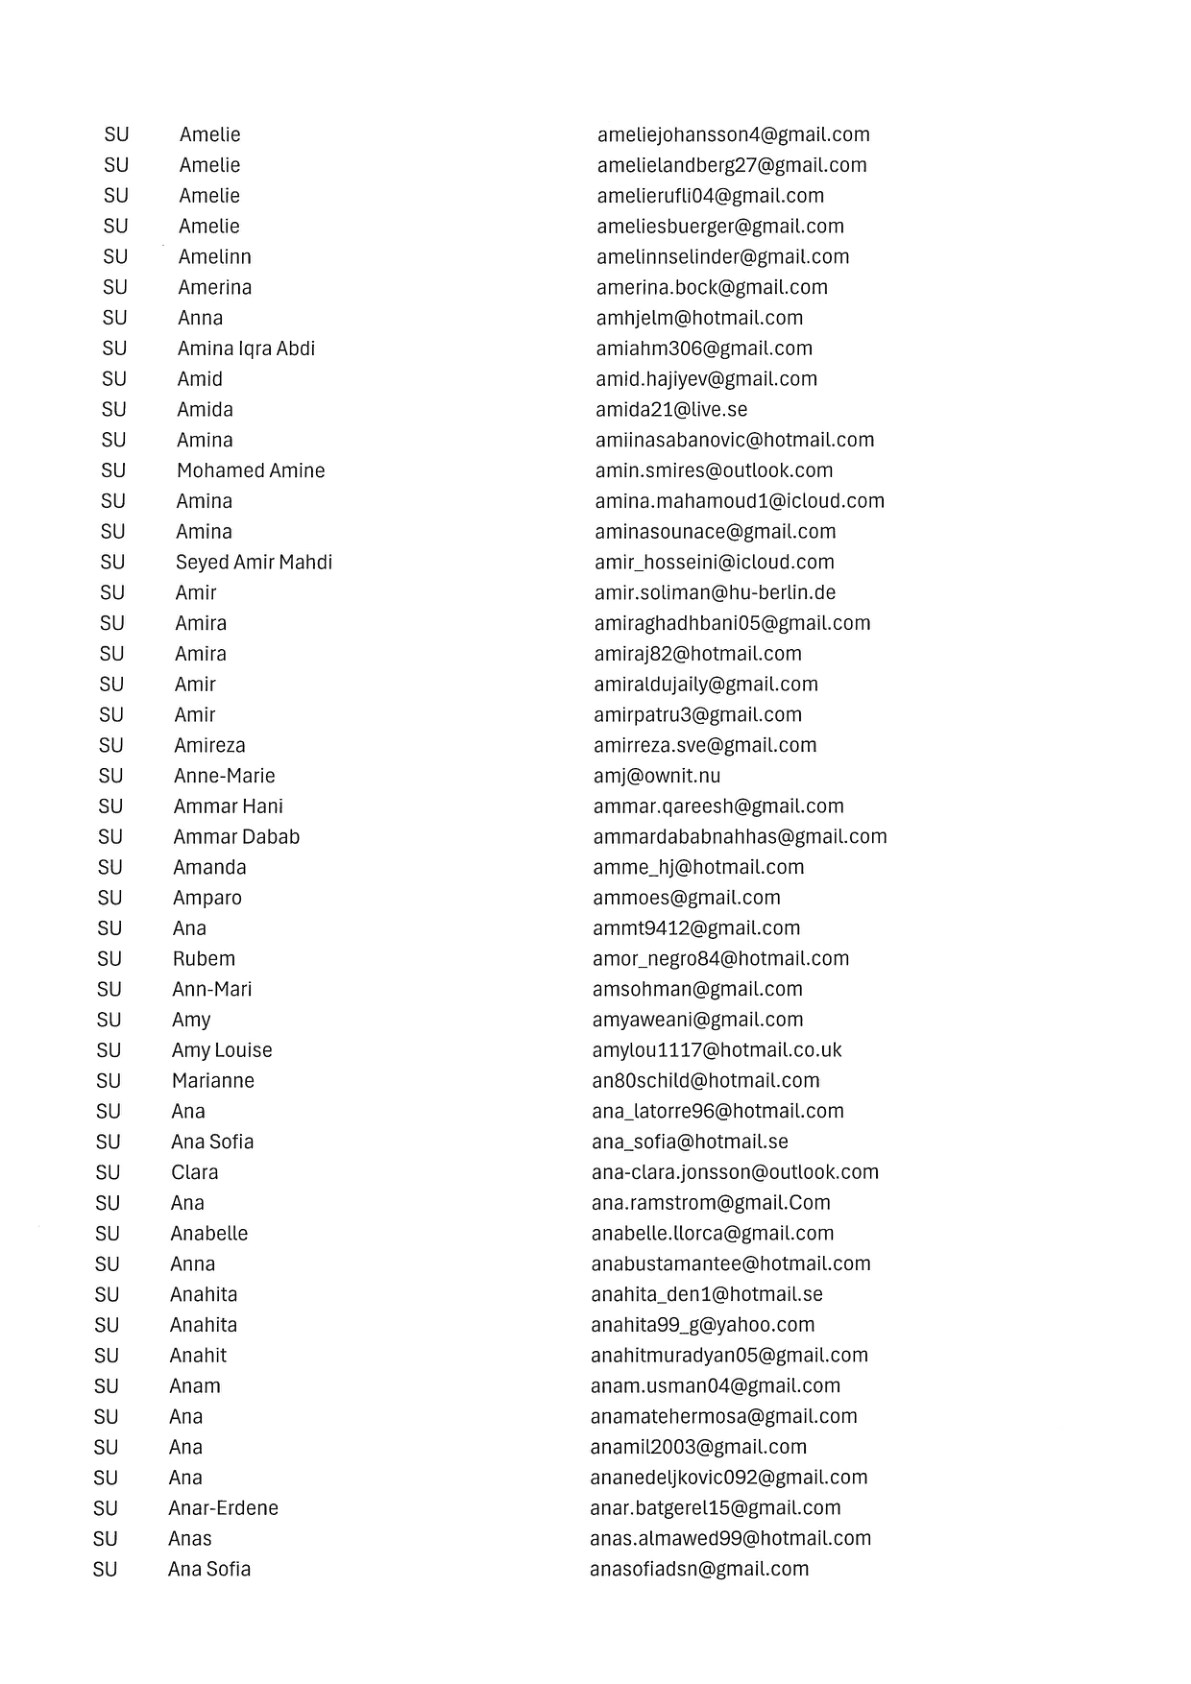 SU Amelie ameliejohansson4@gmail.com
SU Amelie amelielandberg27@gmail.com
SU Amelie amelierufli04@gmail.com
SU Amelie ameliesbuerger@gmail.com
SU Amelinn amelinnselinder@gmail.com
SU Amerina amerina.bock@gmail.com
SU Anna amhjelm@hotmail.com
SU Amina Iqra Abdi amiahm306@gmail.com
SU Amid amid.hajiyev@gmail.com
SU Amida amida21@live.se
SU Amina amiinasabanovic@hotmail.com
SU Mohamed Amine amin.smires@outlook.com
SU Amina amina.mahamoud1@icloud.com
SU Amina aminasounace@gmail.com
SU Seyed Amir Mahdi amir_hosseini@icloud.com
SU Amir amir.soliman@hu-berlin.de
SU Amira amiraghadhbani05@gmail.com
SU Amira amiraj82@hotmail.com
SU Amir amiraldujaily@gmail.com
SU Amir amirpatru3@gmail.com
SU Amireza amirreza.sve@gmail.com
SU Anne-Marie amj@ownit.nu
SU Ammar Hani ammar.qareesh@gmail.com
SU Ammar Dabab ammardababnahhas@gmail.com
SU Amanda amme_hj@hotmail.com
SU Amparo ammoes@gmail.com
SU Ana ammt9412@gmail.com
SU Rubem amor_negro84@hotmail.com
SU Ann-Mari amsohman@gmail.com
SU Amy amyaweani@gmail.com
SU Amy Louise amylou1117@hotmail.co.uk
SU Marianne an80schild@hotmail.com
SU Ana ana_latorre96@hotmail.com
SU Ana Sofia ana_sofia@hotmail.se
SU Clara ana-clara.jonsson@outlook.com
SU Ana ana.ramstrom@gmail.Com
SU Anabelle anabelle.llorca@gmail.com
SU Anna anabustamantee@hotmail.com
SU Anahita anahita_den1@hotmail.se
SU Anahita anahita99_g@yahoo.com
SU Anahit anahitmuradyan05@gmail.com
SU Anam anam.usman04@gmail.com
SU Ana anamatehermosa@gmail.com
SU Ana anamil2003@gmail.com
SU Ana ananedeljkovic092@gmail.com
SU Anar-Erdene anar.batgerel15@gmail.com
SU Anas anas.almawed99@hotmail.com
SU Ana Sofia anasofiadsn@gmail.com